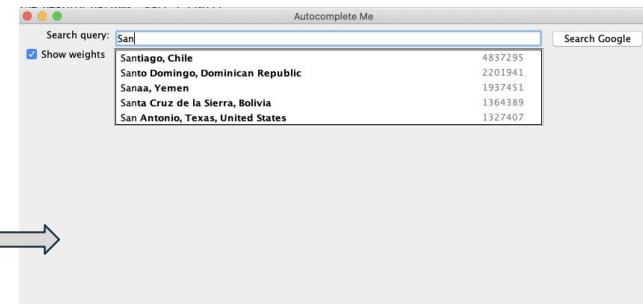 Autocomplete Me
Search query: San Search Google
Show weights
Santiago, Chile 4837295
Santo Domingo, Dominican Republic 2201941
Sanaa, Yemen 1937451
Santa Cruz de la Sierra, Bolivia 1364389
San Antonio, Texas, United States 1327407